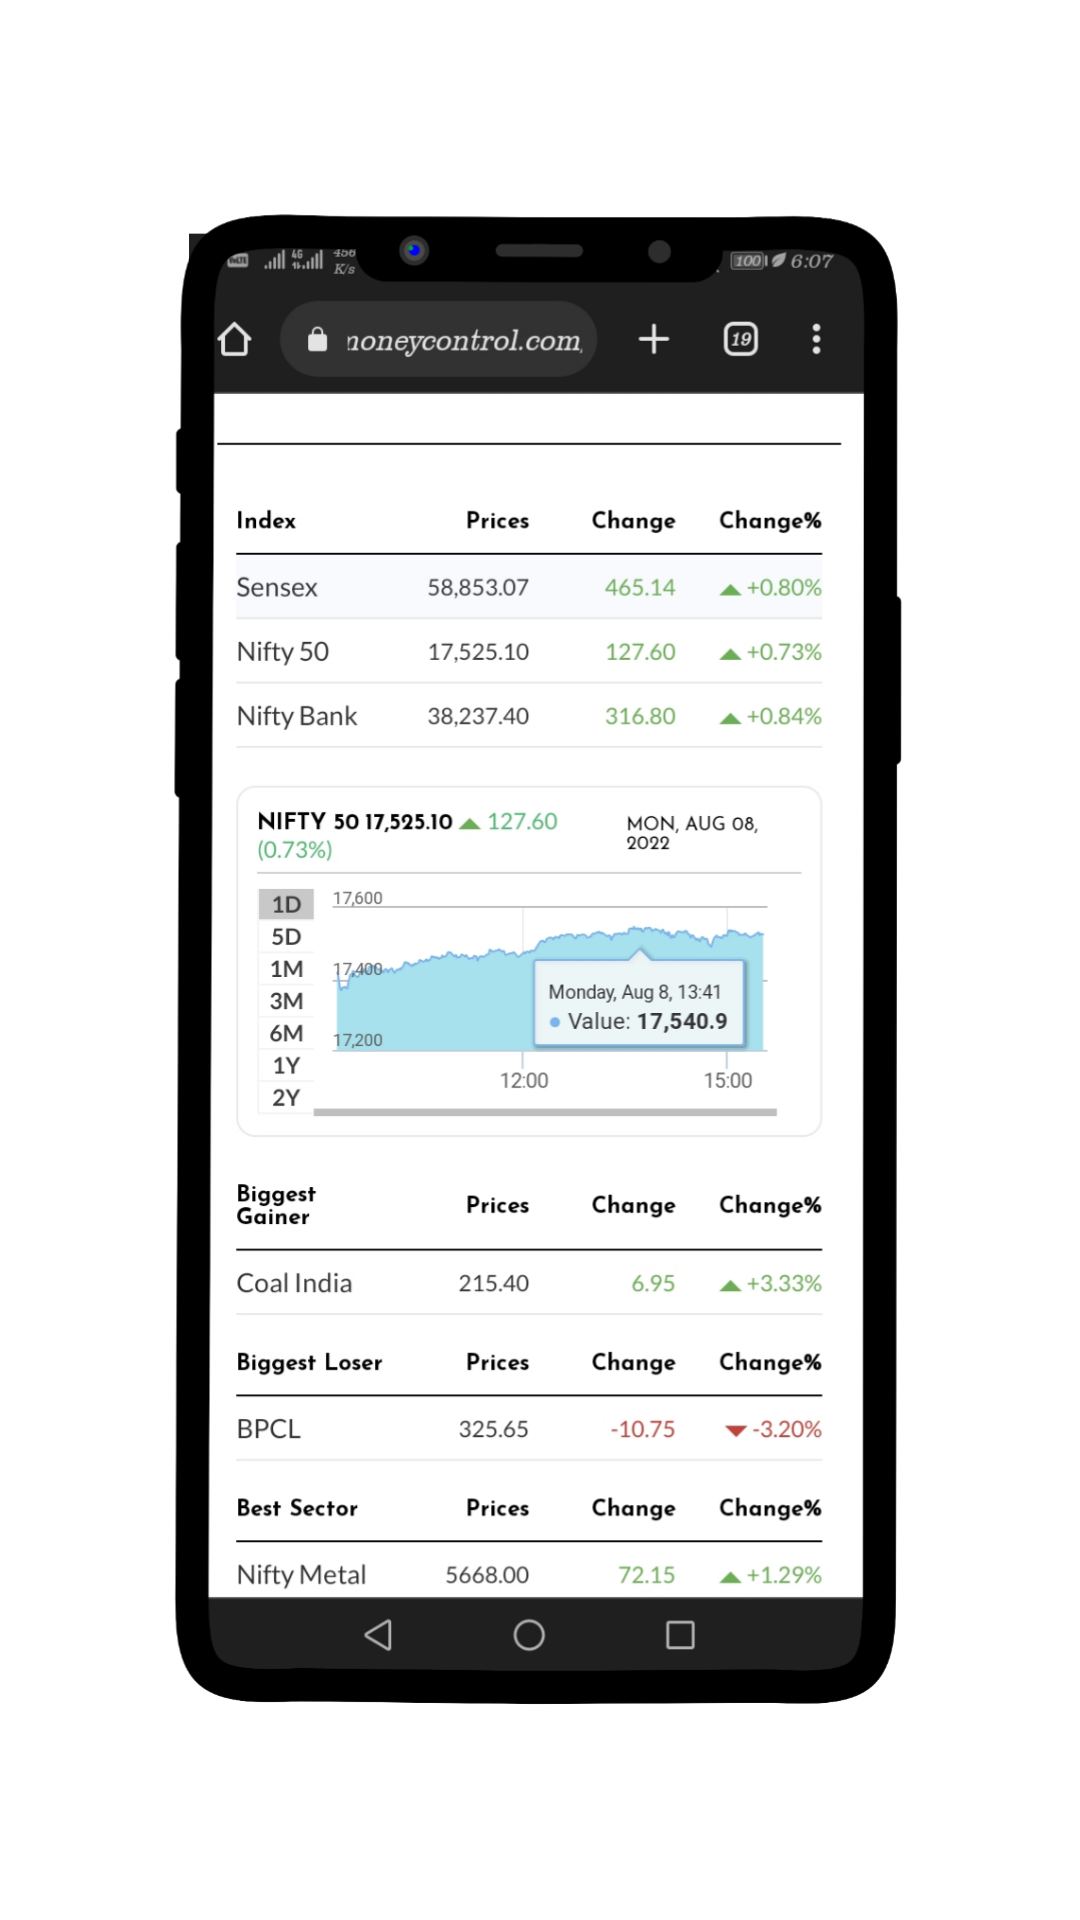 4G 456 K/s 100 6:07
moneycontrol.com 19
Index Prices Change Change%
Sensex 58,853.07 465.14 +0.80%
Nifty 50 17,525.10 127.60 +0.73%
Nifty Bank 38,237.40 316.80 +0.84%
NIFTY 50 17,525.10 127.60
(0.73%)
MON, AUG 08,
2022
1D
5D
1M
3M
6M
1Y
2Y
17,600
17,400
17,200
Monday, Aug 8, 13:41
Value: 17,540.9
12:00 15:00
Biggest
Gainer Prices Change Change%
Coal India 215.40 6.95 +3.33%
Biggest Loser Prices Change Change%
BPCL 325.65 -10.75 -3.20%
Best Sector Prices Change Change%
Nifty Metal 5668.00 72.15 +1.29%